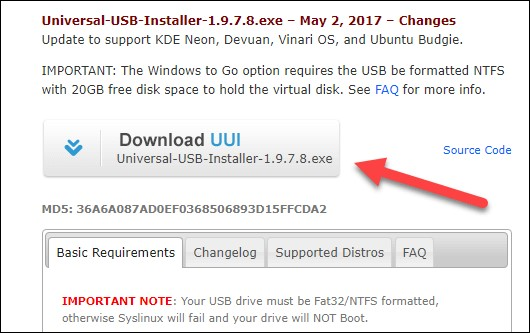 Universal-USB-Installer-1.9.7.8.exe – May 2, 2017 – Changes
Update to support KDE Neon, Devuan, Vinari OS, and Ubuntu Budgie.
IMPORTANT: The Windows to Go option requires the USB be formatted NTFS
with 20GB free disk space to hold the virtual disk. See FAQ for more info.
Download UUI
Universal-USB-Installer-1.9.7.8.exe
Source Code
MD5: 36A6A087AD0EF0368506893D15FFCDA2
Basic Requirements Changelog Supported Distros FAQ
IMPORTANT NOTE: Your USB drive must be Fat32/NTFS formatted,
otherwise Syslinux will fail and your drive will NOT Boot.